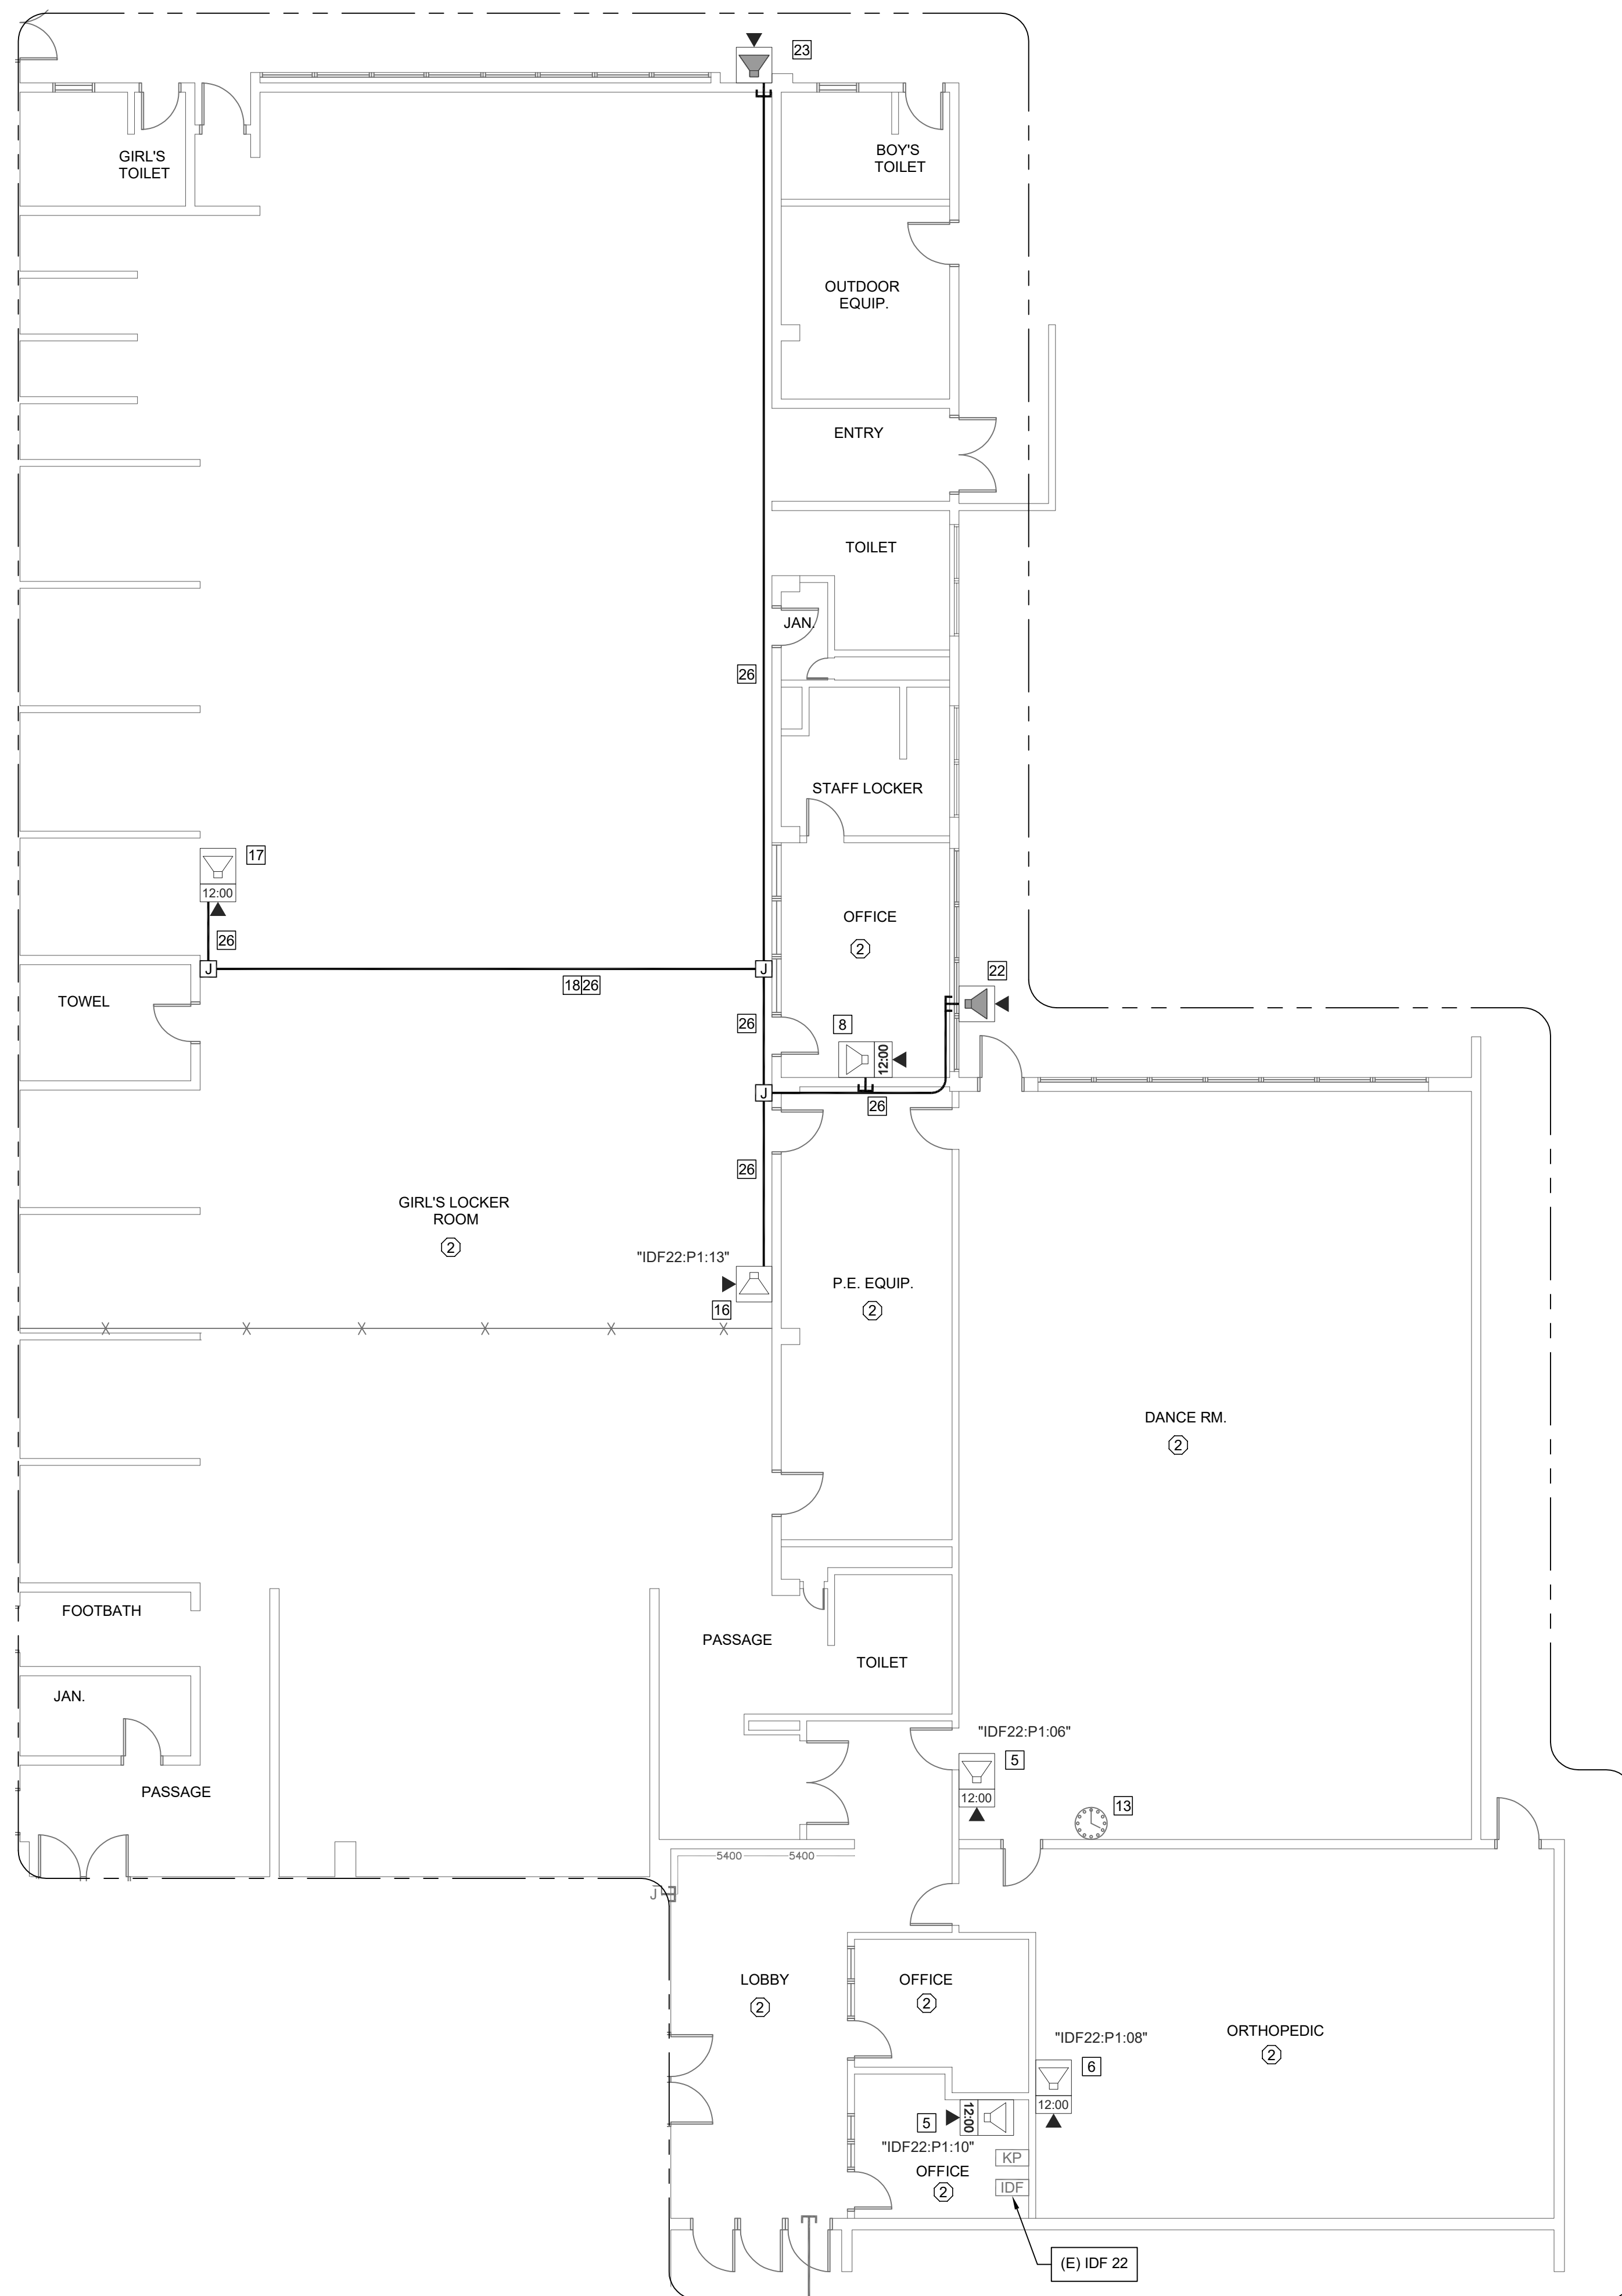 23
GIRL'S
TOILET
BOY'S
TOILET
OUTDOOR
EQUIP.
ENTRY
TOILET
JAN.
26
STAFF LOCKER
17
12:00
26
OFFICE
2
J
J
18 26
22
TOWEL
26
8
12:00
J
26
26
GIRL'S LOCKER
ROOM
2
"IDF22:P1:13"
16
P.E. EQUIP.
2
DANCE RM.
2
FOOTBATH
PASSAGE
TOILET
JAN.
"IDF22:P1:06"
5
12:00
PASSAGE
13
5400
5400
J
LOBBY
2
OFFICE
2
"IDF22:P1:08"
6
12:00
ORTHOPEDIC
2
5
12:00
"IDF22:P1:10"
OFFICE
2
KP
IDF
(E) IDF 22